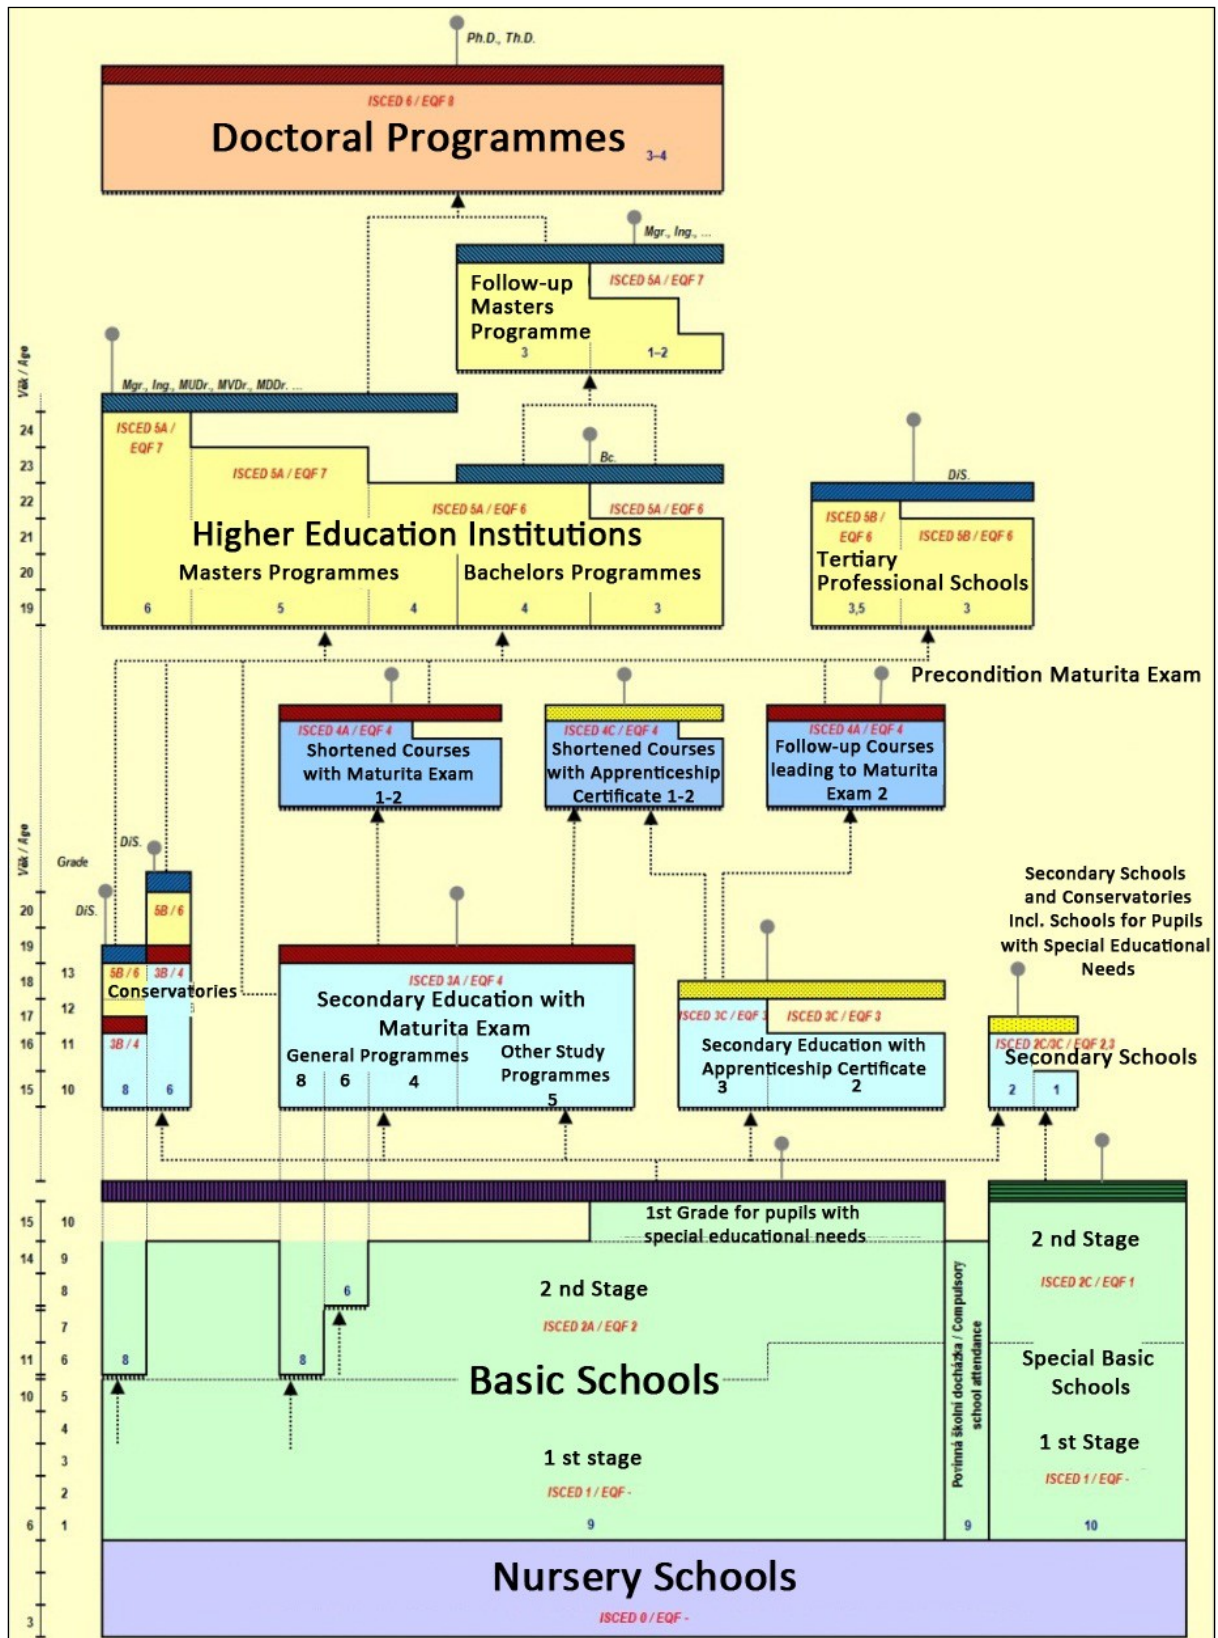 Ph.D., Th.D.
ISCED 6 / EQF 8
Doctoral Programmes
3–4
Mgr., Ing., ...
Follow-up
Masters
Programme
ISCED 5A / EQF 7
3
1–2
Věk / Age
Mgr., Ing., MUDr., MVDr., MDDr. ...
24
23
22
21
20
19
ISCED 5A /
EQF 7
ISCED 5A / EQF 7
Bc.
ISCED 5A / EQF 6
ISCED 5A / EQF 6
Higher Education Institutions
Masters Programmes
Bachelors Programmes
6
5
4
4
3
DiS.
ISCED 5B /
EQF 6
ISCED 5B / EQF 6
Tertiary
Professional Schools
3,5
3
Precondition Maturita Exam
ISCED 4A / EQF 4
Shortened Courses
with Maturita Exam
1-2
ISCED 4C / EQF 4
Shortened Courses
with Apprenticeship
Certificate 1-2
ISCED 4A / EQF 4
Follow-up Courses
leading to Maturita
Exam 2
Věk / Age
Grade
20
19
18
17
16
15
13
12
11
10
DiS.
DiS.
5B / 6
5B / 6
3B / 4
Conservatories
3B / 4
8
6
ISCED 3A / EQF 4
Secondary Education with
Maturita Exam
General Programmes
8
6
4
Other Study
Programmes
5
ISCED 3C / EQF 3
ISCED 3C / EQF 3
Secondary Education with
Apprenticeship Certificate
3
2
Secondary Schools
and Conservatories
Incl. Schools for Pupils
with Special Educational
Needs
ISCED 2C/3C / EQF 2,3
Secondary Schools
2
1
15
14
11
10
6
3
10
9
8
7
6
5
4
3
2
1
1st Grade for pupils with
special educational needs
2 nd Stage
ISCED 2A / EQF 2
8
8
6
Basic Schools
1 st stage
ISCED 1 / EQF -
9
Povinná školní docházka / Compulsory
school attendance
9
2 nd Stage
ISCED 2C / EQF 1
Special Basic
Schools
1 st Stage
ISCED 1 / EQF -
10
Nursery Schools
ISCED 0 / EQF -